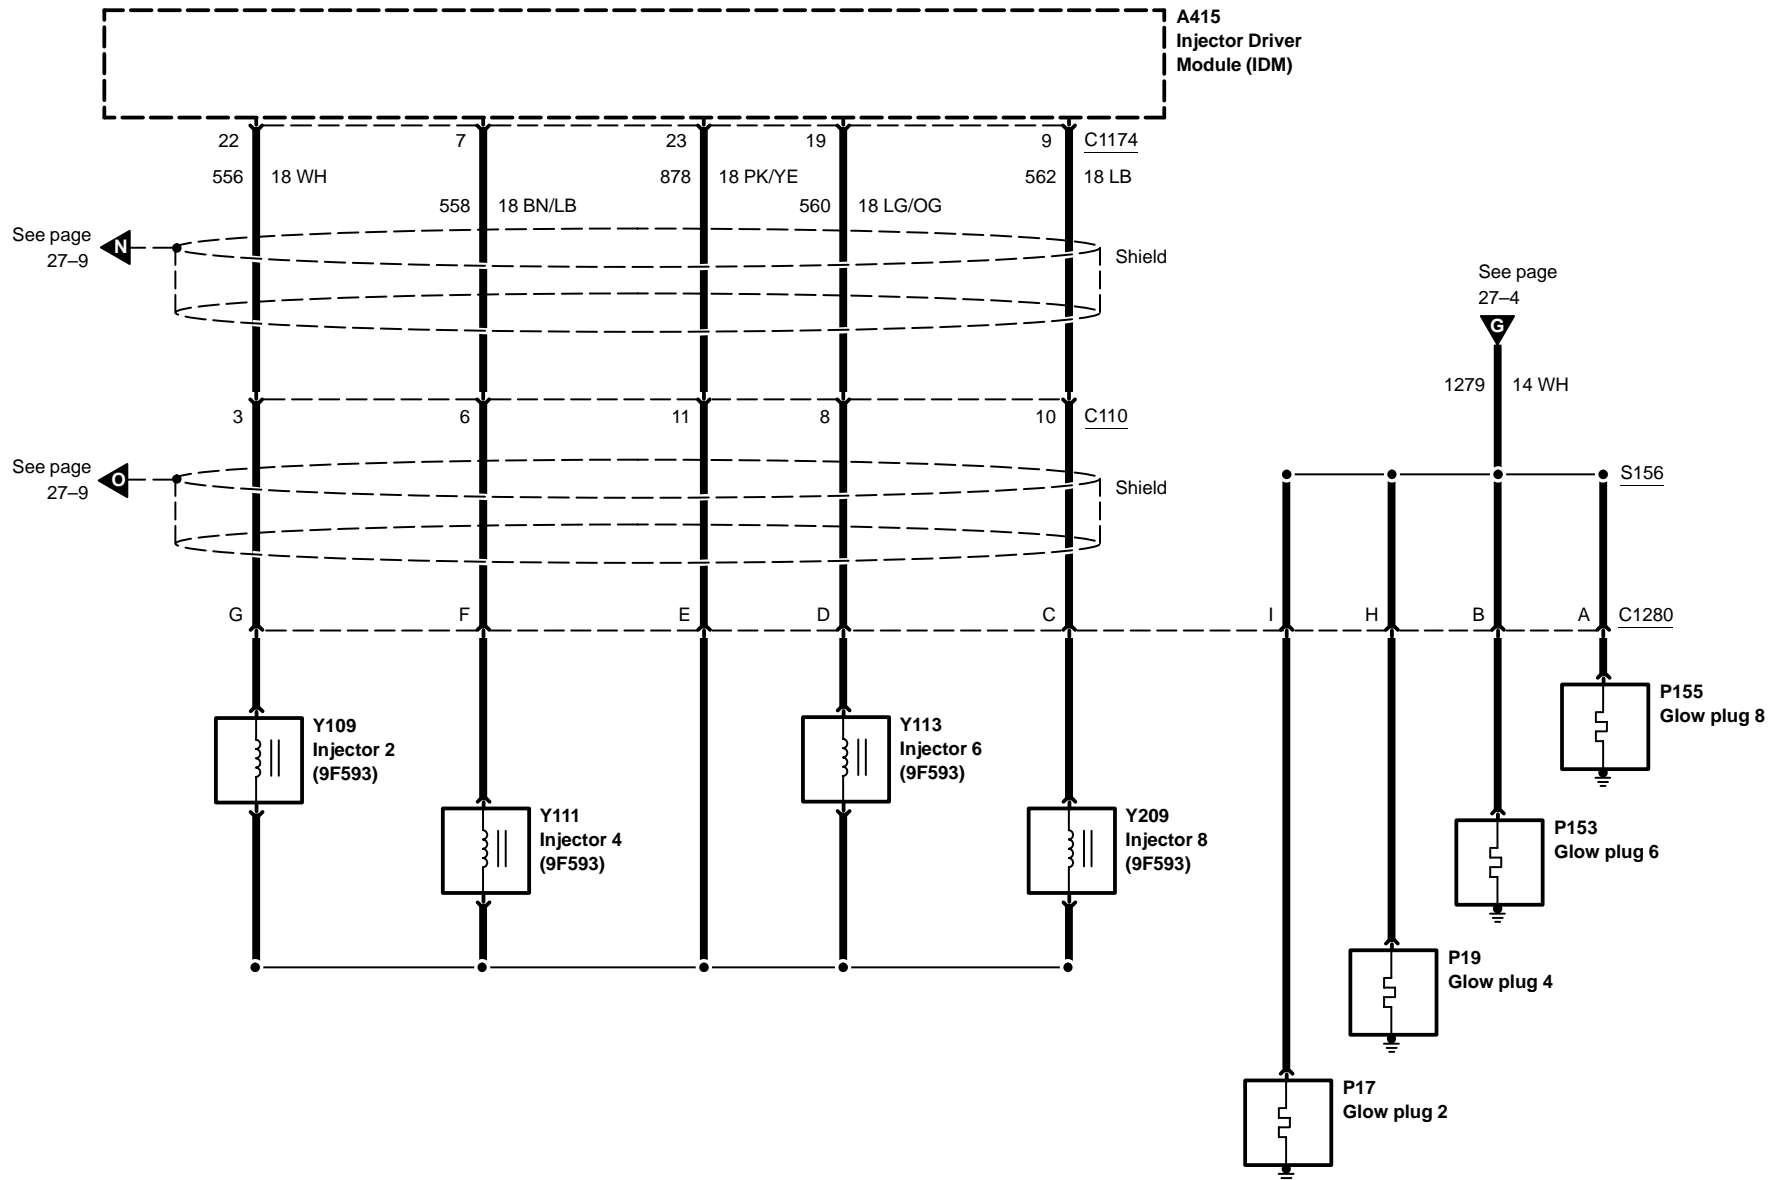 A415
Injector Driver
Module (IDM)
22 7 23 19 9 C1174
556 18 WH 878 18 PK/YE 562 18 LB
558 18 BN/LB 560 18 LG/OG
See page
27–9
N
Shield
See page
27–4
G
1279 14 WH
3 6 11 8 10 C110
See page
27–9
O
Shield
S156
G F E D C I H B A C1280
Y109
Injector 2
(9F593)
Y113
Injector 6
(9F593)
P155
Glow plug 8
Y111
Injector 4
(9F593)
Y209
Injector 8
(9F593)
P153
Glow plug 6
P19
Glow plug 4
P17
Glow plug 2